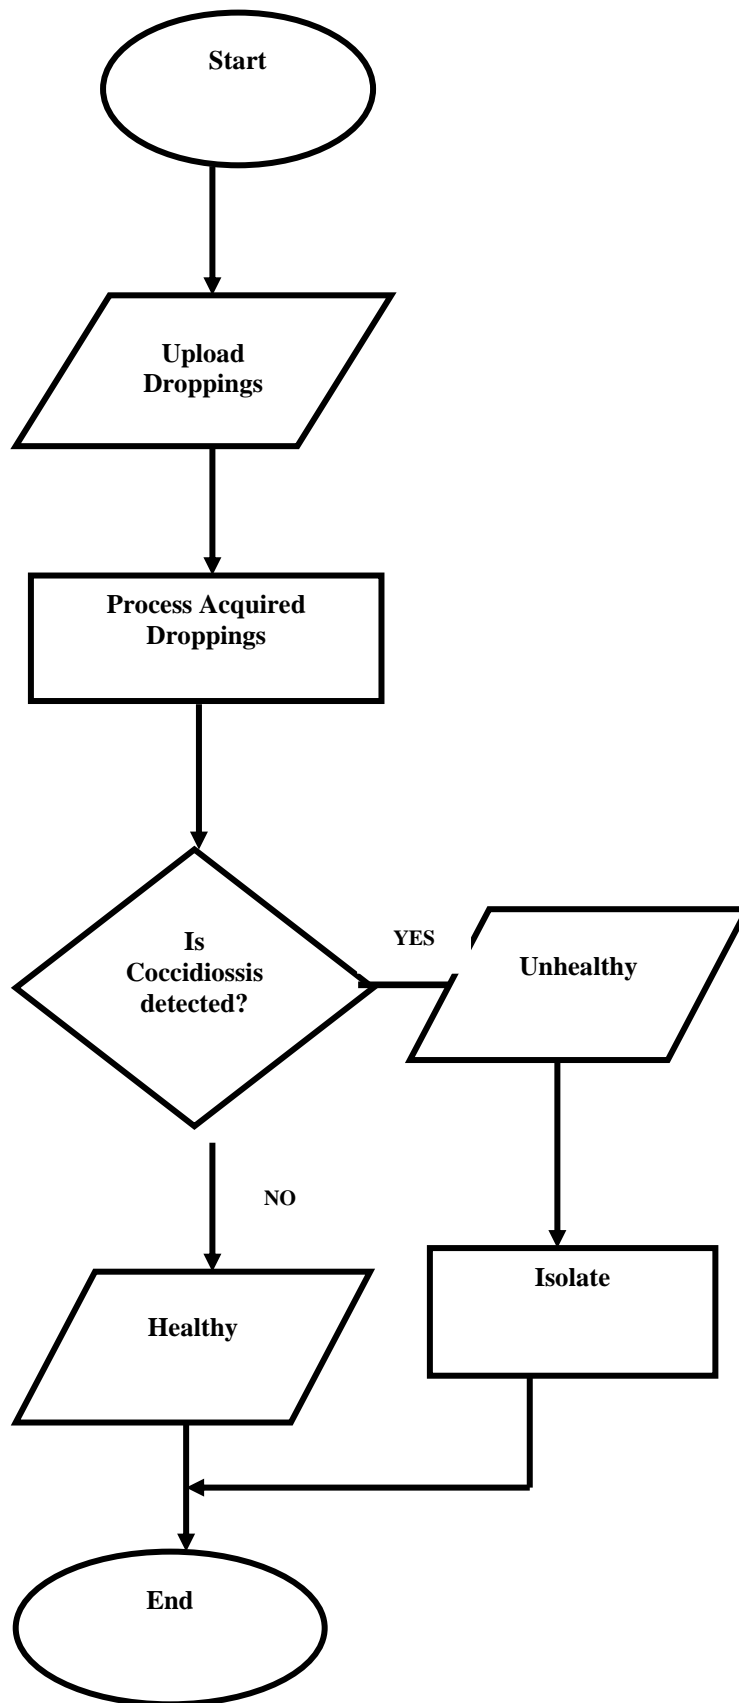 Start
Upload
Droppings
Process Acquired
Droppings
Is
Coccidiossis
detected?
YES
Unhealthy
NO
Isolate
Healthy
End